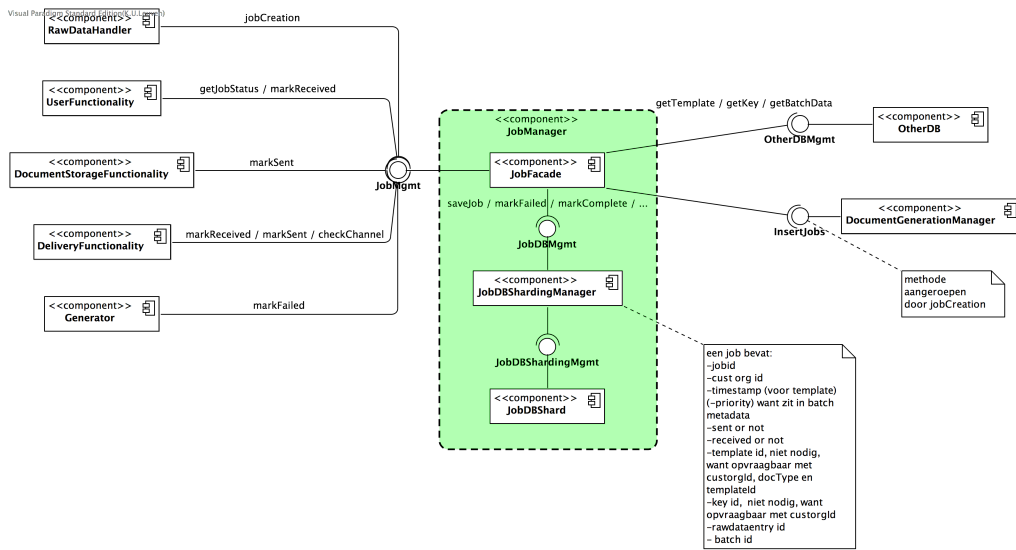 Visual Paradigm Standard Edition(K.U.Leuven)
<<component>>
RawDataHandler
jobCreation
<<component>>
UserFunctionality
getJobStatus / markReceived
<<component>>
DocumentStorageFunctionality
markSent
<<component>>
DeliveryFunctionality
markReceived / markSent / checkChannel
<<component>>
Generator
markFailed
JobMgmt
<<component>>
JobManager
<<component>>
JobFacade
saveJob / markFailed / markComplete / ...
JobDBMgmt
<<component>>
JobDBShardingManager
JobDBShardingMgmt
<<component>>
JobDBShard
getTemplate / getKey / getBatchData
OtherDBMgmt
<<component>>
OtherDB
InsertJobs
<<component>>
DocumentGenerationManager
methode
aangeroepen
door jobCreation
een job bevat:
-jobid
-cust org id
-timestamp (voor template)
(-priority) want zit in batch
metadata
-sent or not
-received or not
-template id, niet nodig,
want opvraagbaar met
custorgId, docType en
templateId
-key id,  niet nodig, want
opvraagbaar met custorgId
-rawdataentry id
- batch id